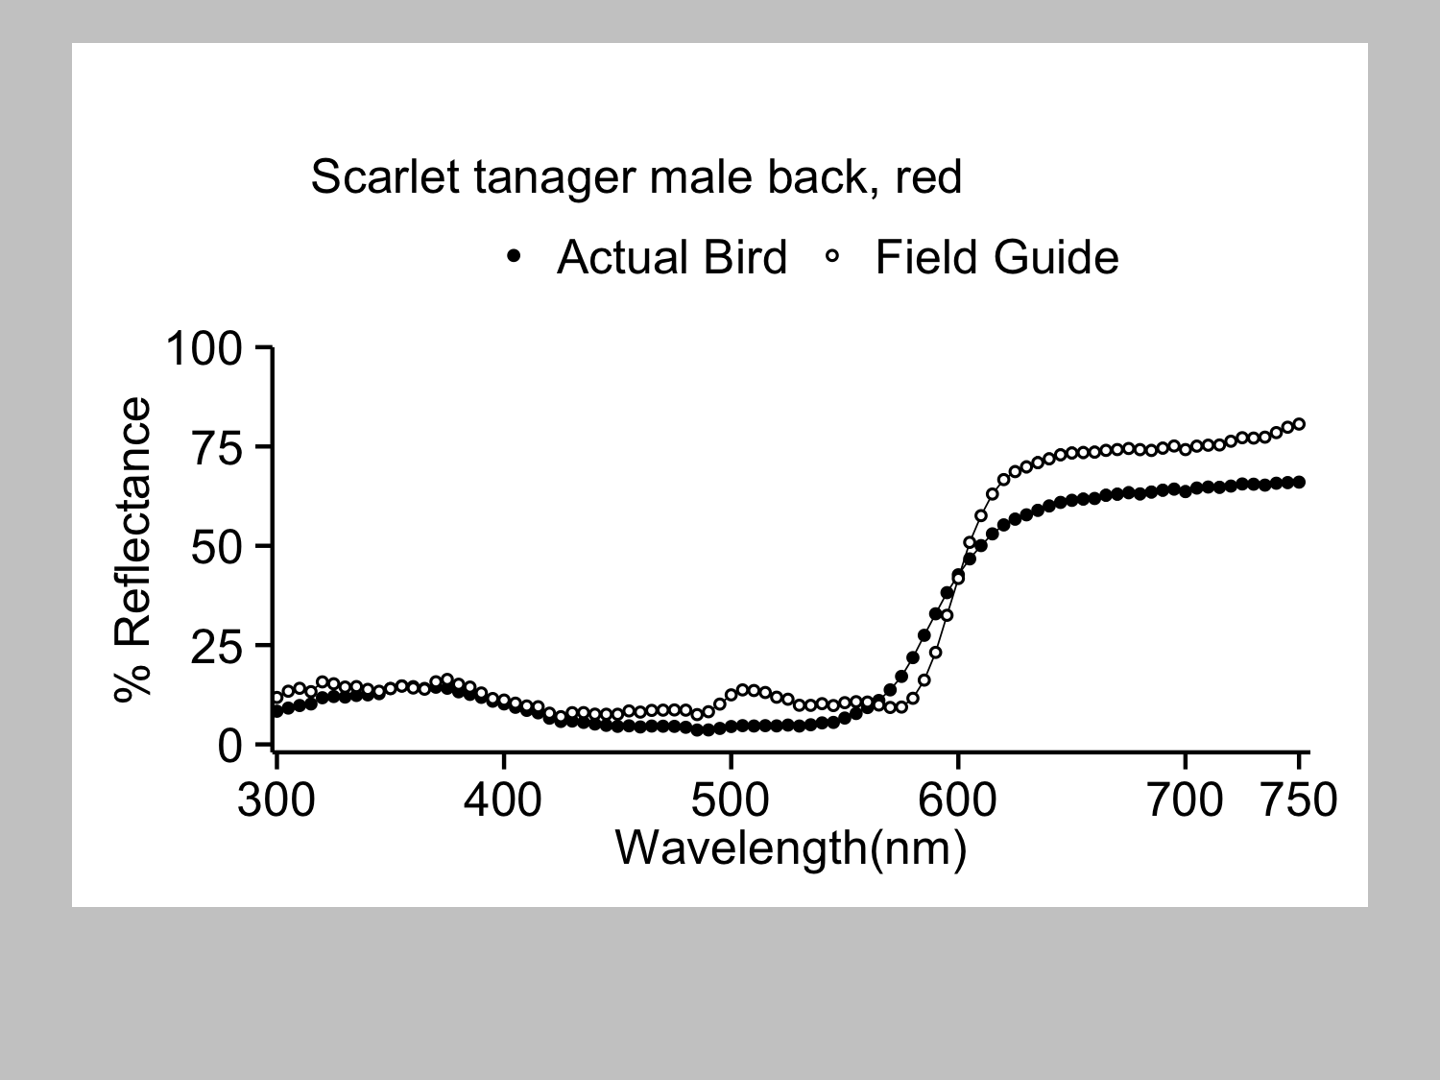 Scarlet tanager male back, red
Actual Bird Field Guide
100
75
50
25
0
% Reflectance
300 400 500 600 700 750
Wavelength(nm)